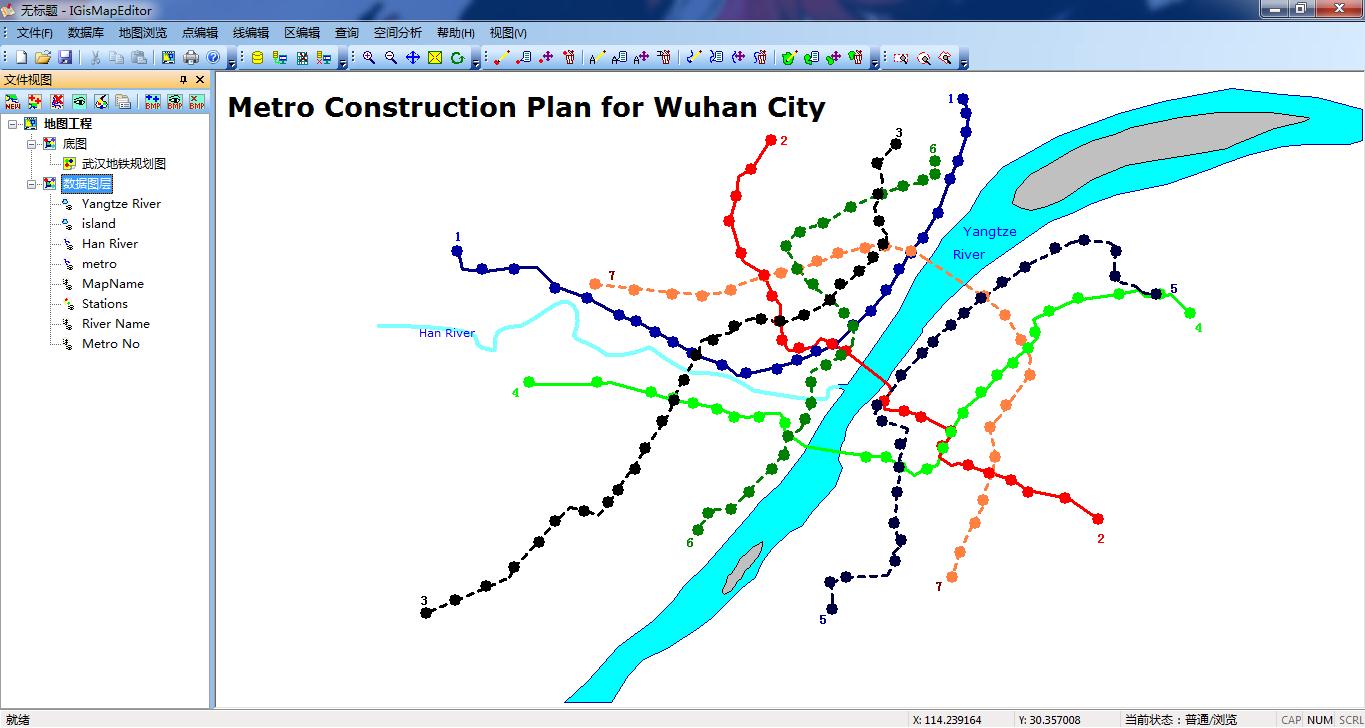 无标题 - IGisMapEditor
文件(F) 数据库 地图浏览 点编辑 线编辑 区编辑 查询 空间分析 帮助(H) 视图(V)
文件视图
NEW BMP BMP BMP
地图工程
底图
武汉地铁规划图
数据图层
Yangtze River
island
Han River
metro
MapName
Stations
River Name
Metro No
Metro Construction Plan for Wuhan City
1
2
3
6
Yangtze
River
1
7
5
4
Han River
4
6
2
7
3
5
就绪
X: 114.239164 Y: 30.357008 当前状态：普通/浏览 CAP NUM SCRL